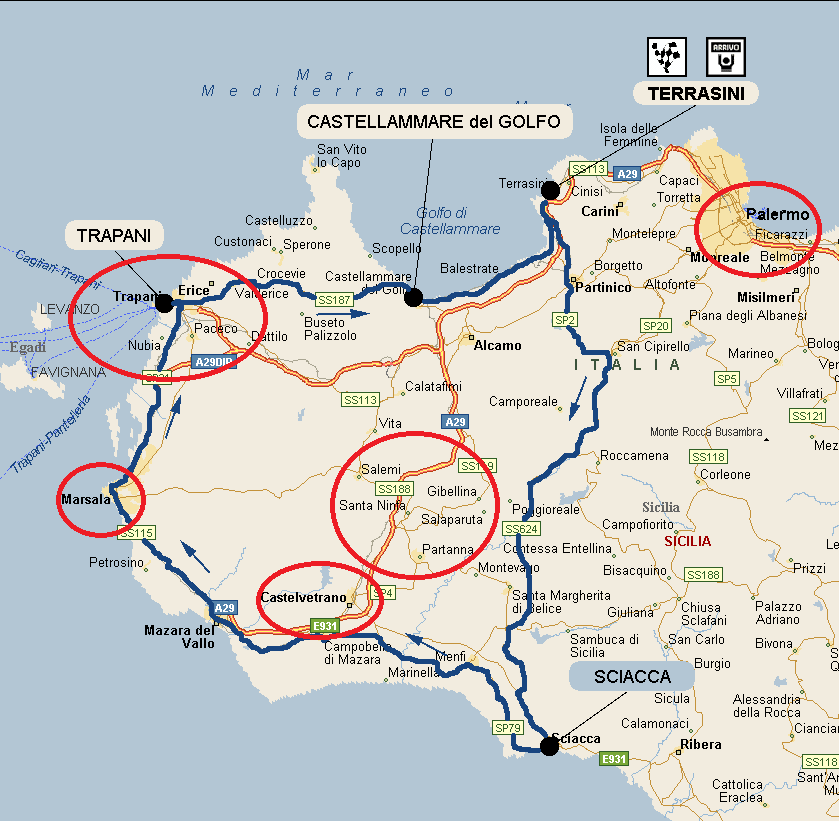 Mar
Mediterraneo
ARRIVO
TERRASINI
CASTELLAMMARE del GOLFO
Isola delle
Femmine
San Vito
lo Capo
SS113
A29
Capaci
Terrasini
Cinisi
Torretta
Carini
Castelluzzo
Golfo di
Castellammare
Palermo
TRAPANI
Custonaci
Sperone
Montelepre
Ficarazzi
Scopello
Monreale
Belmonte
Mezzagno
Cagliari-Trapani
Crocevie
Castellammare
del Golfo
Balestrate
Borgetto
Erice
Valderice
Partinico
Altofonte
Trapani
SS187
Misilmeri
LEVANZO
Buseto
Palizzolo
SP2
SP20
Piana degli Albanesi
Paceco
Dattilo
Nubia
Alcamo
San Cipirello
Egadi
Marineo
A29DIR
ITALIA
FAVIGNANA
SP21
SP5
Calatafimi
SS113
Camporeale
Villafrati
Trapani-Pantelleria
A29
SS121
Vita
Monte Rocca Busambra
Roccamena
SS118
Salemi
SS119
Corleone
SS188
Gibellina
Marsala
Santa Ninfa
Poggioreale
Sicilia
Salaparuta
SS624
Campofiorito
SS115
SICILIA
Partanna
Contessa Entellina
Petrosino
Montevago
Bisacquino
SS188
Prizzi
Castelvetrano
SP4
Santa Margherita
di Belice
A29
Giuliana
Chiusa
Sclafani
Palazzo
Adriano
E931
Mazara del
Vallo
Campobello
di Mazara
Sambuca di
Sicilia
San Carlo
Bivona
Menfi
Burgio
Marinella
SCIACCA
Sicula
Alessandria
della Rocca
SP79
Calamonaci
Sciacca
Ribera
E931
SS118
Cattolica
Eraclea